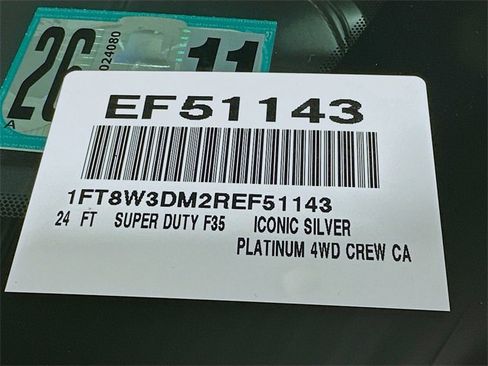 26 11
024080
A
EF51143
1FT8W3DM2REF51143
24 FT SUPER DUTY F35 ICONIC SILVER
PLATINUM 4WD CREW CA